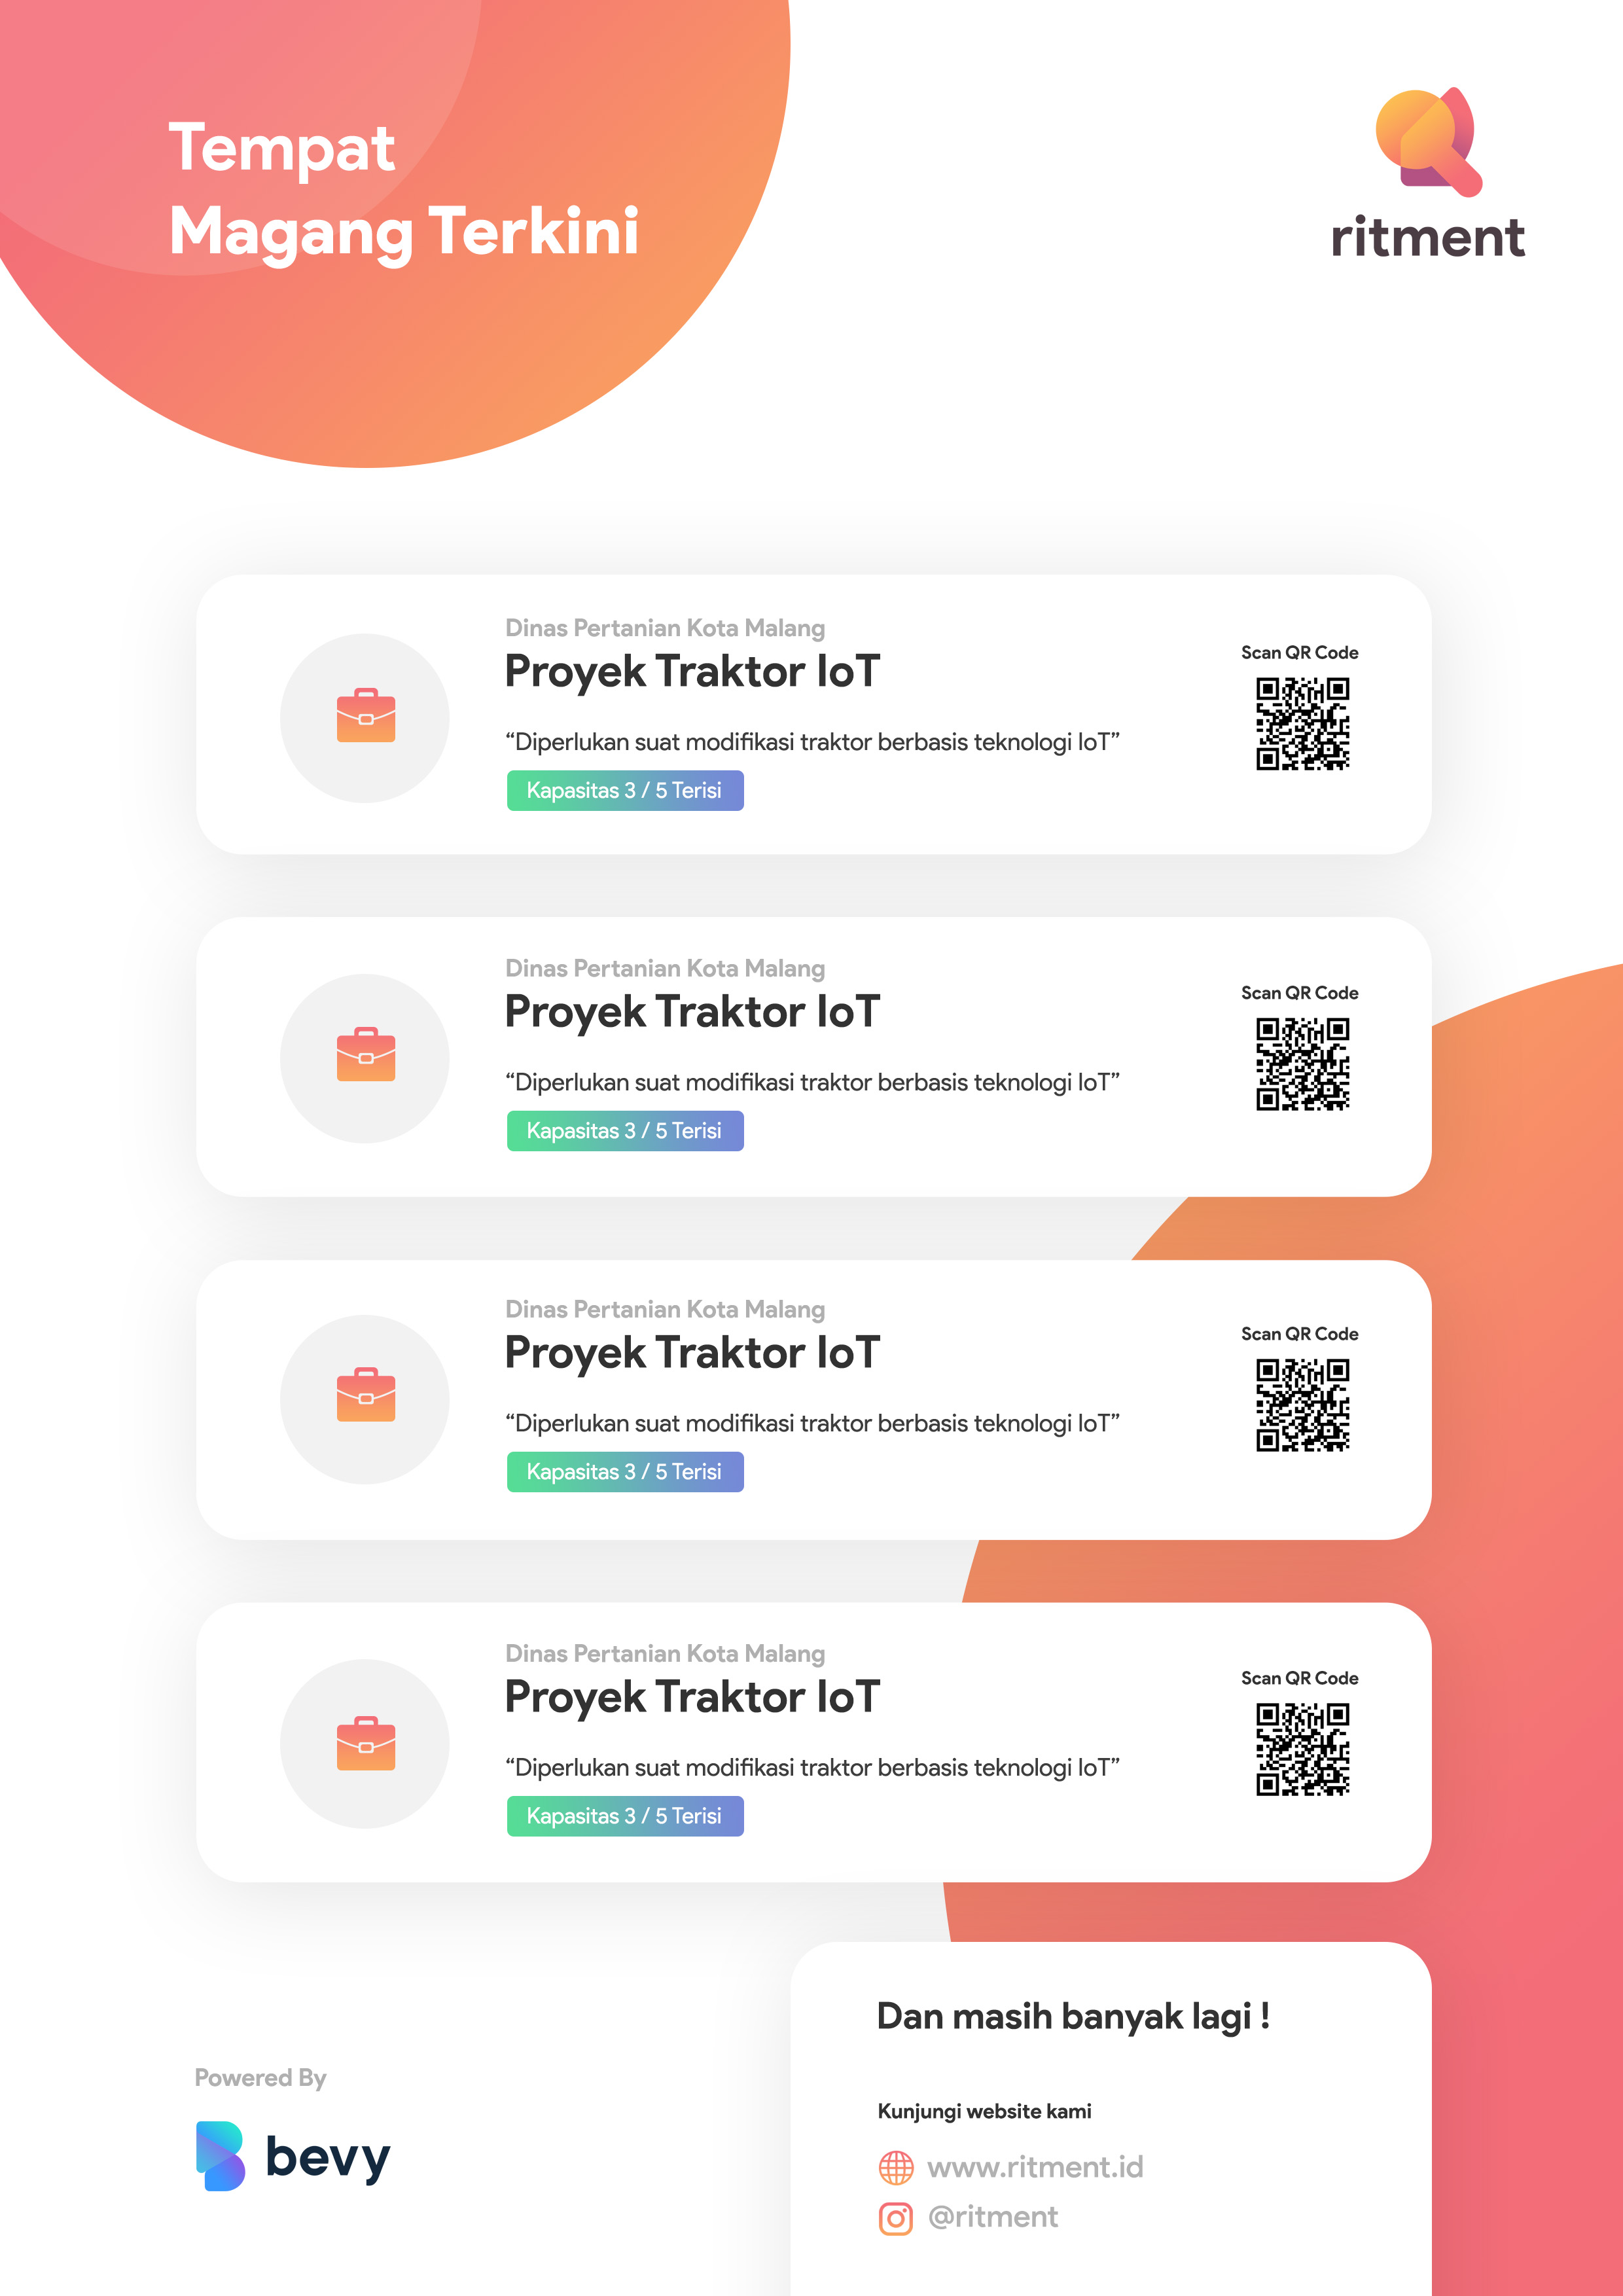 Tempat
Magang Terkini
ritment
Dinas Pertanian Kota Malang
Proyek Traktor IoT
Scan QR Code
“Diperlukan suat modifikasi traktor berbasis teknologi IoT”
Kapasitas 3 / 5 Terisi
Dinas Pertanian Kota Malang
Proyek Traktor IoT
Scan QR Code
“Diperlukan suat modifikasi traktor berbasis teknologi IoT”
Kapasitas 3 / 5 Terisi
Dinas Pertanian Kota Malang
Proyek Traktor IoT
Scan QR Code
“Diperlukan suat modifikasi traktor berbasis teknologi IoT”
Kapasitas 3 / 5 Terisi
Dinas Pertanian Kota Malang
Proyek Traktor IoT
Scan QR Code
“Diperlukan suat modifikasi traktor berbasis teknologi IoT”
Kapasitas 3 / 5 Terisi
Dan masih banyak lagi !
Kunjungi website kami
www.ritment.id
@ritment
Powered By
bevy